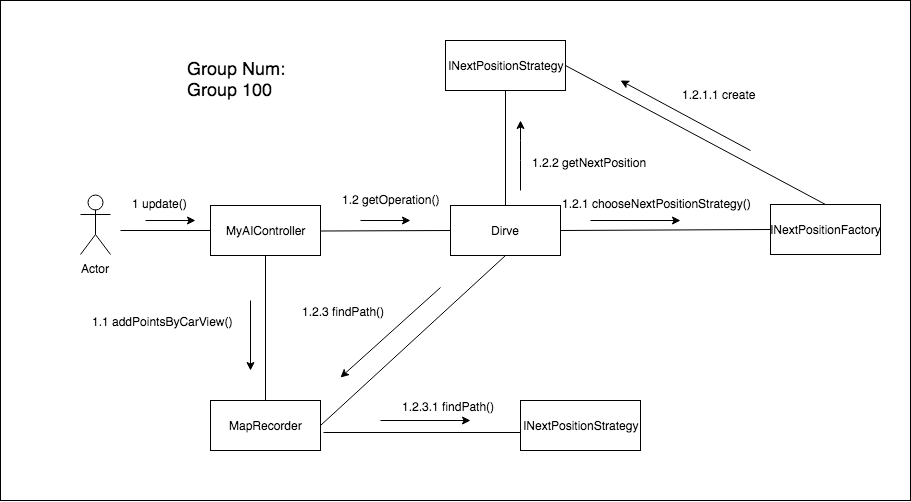 Group Num:
Group 100
INextPositionStrategy
1.2.1.1 create
1.2.2 getNextPosition
1 update()
1.2 getOperation()
1.2.1 chooseNextPositionStrategy()
MyAIController
Dirve
INextPositionFactory
Actor
1.1 addPointsByCarView()
1.2.3 findPath()
1.2.3.1 findPath()
MapRecorder
INextPositionStrategy